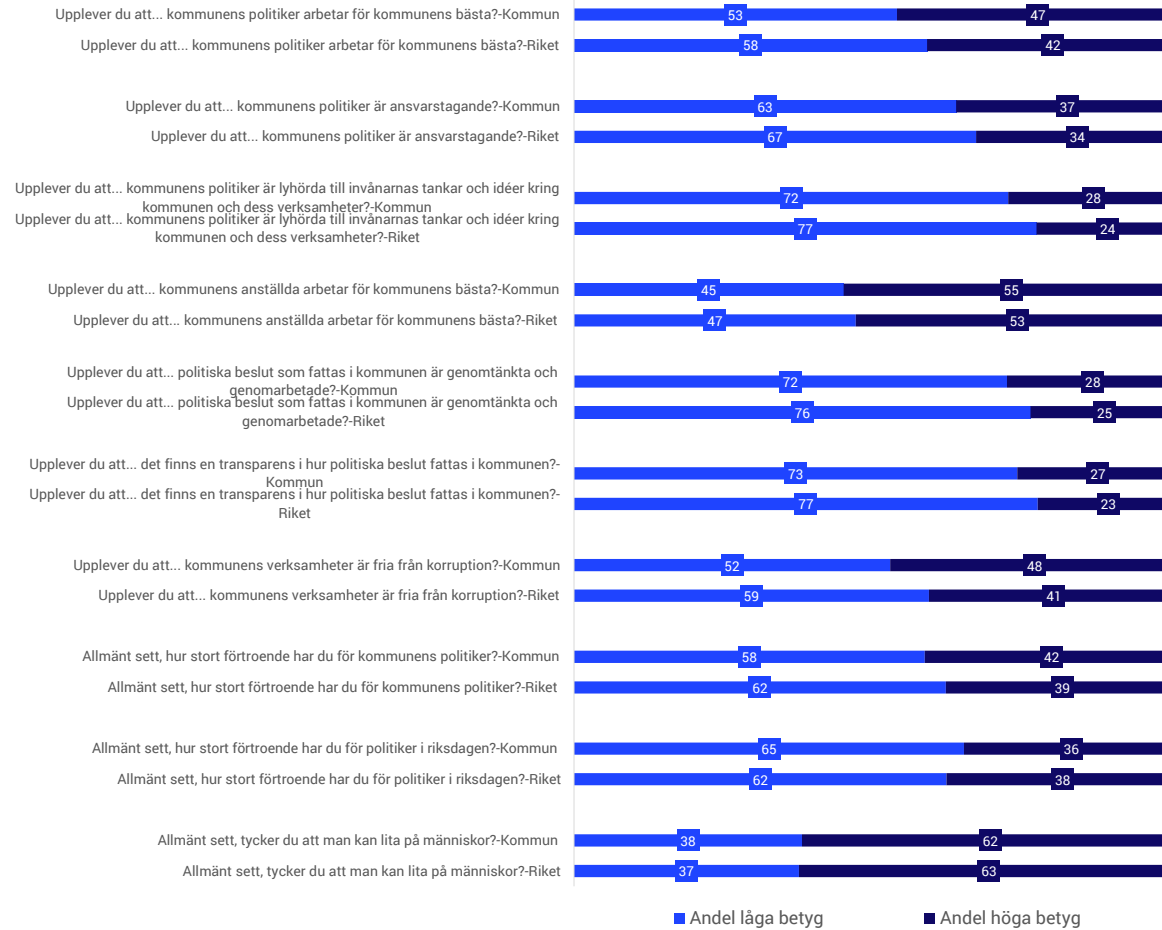 Upplever du att... kommunens politiker arbetar för kommunens bästa?-Kommun 53 47
Upplever du att... kommunens politiker arbetar för kommunens bästa?-Riket 58 42
Upplever du att... kommunens politiker är ansvarstagande?-Kommun 63 37
Upplever du att... kommunens politiker är ansvarstagande?-Riket 67 34
Upplever du att... kommunens politiker är lyhörda till invånarnas tankar och idéer kring
kommunen och dess verksamheter?-Kommun 72 28
Upplever du att... kommunens politiker är lyhörda till invånarnas tankar och idéer kring
kommunen och dess verksamheter?-Riket 77 24
Upplever du att... kommunens anställda arbetar för kommunens bästa?-Kommun 45 55
Upplever du att... kommunens anställda arbetar för kommunens bästa?-Riket 47 53
Upplever du att... politiska beslut som fattas i kommunen är genomtänkta och
genomarbetade?-Kommun 72 28
Upplever du att... politiska beslut som fattas i kommunen är genomtänkta och
genomarbetade?-Riket 76 25
Upplever du att... det finns en transparens i hur politiska beslut fattas i kommunen?-
Kommun 73 27
Upplever du att... det finns en transparens i hur politiska beslut fattas i kommunen?-
Riket 77 23
Upplever du att... kommunens verksamheter är fria från korruption?-Kommun 52 48
Upplever du att... kommunens verksamheter är fria från korruption?-Riket 59 41
Allmänt sett, hur stort förtroende har du för kommunens politiker?-Kommun 58 42
Allmänt sett, hur stort förtroende har du för kommunens politiker?-Riket 62 39
Allmänt sett, hur stort förtroende har du för politiker i riksdagen?-Kommun 65 36
Allmänt sett, hur stort förtroende har du för politiker i riksdagen?-Riket 62 38
Allmänt sett, tycker du att man kan lita på människor?-Kommun 38 62
Allmänt sett, tycker du att man kan lita på människor?-Riket 37 63
Andel låga betyg Andel höga betyg